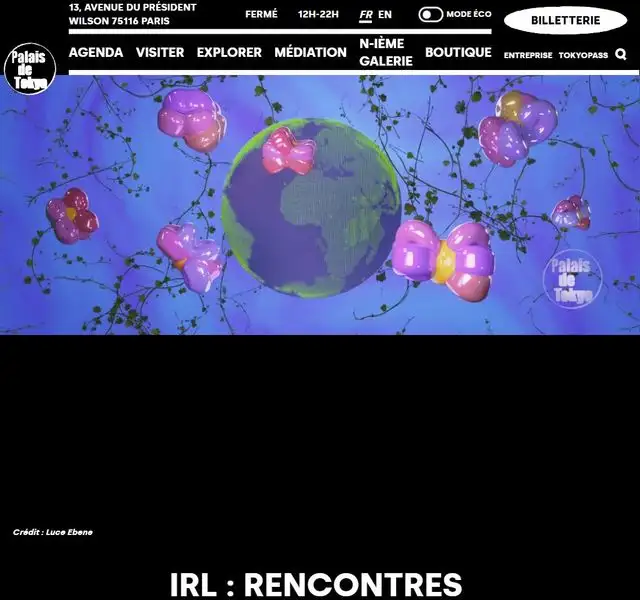 13, AVENUE DU PRÉSIDENT
WILSON 75116 PARIS
FERMÉ
12H-22H
FR EN
MODE ÉCO
BILLETTERIE
Palais
de
Tokyo
AGENDA
VISITER
EXPLORER
MÉDIATION
N-IÈME
GALERIE
BOUTIQUE
ENTREPRISE
TOKYOPASS
Palais
de
Tokyo
Crédit : Luce Ebene
IRL : RENCONTRES